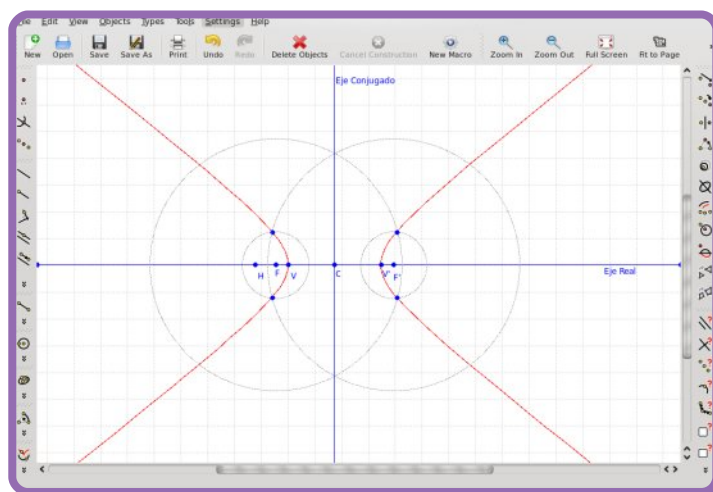 Edit View Objects Types Tools Settings Help
New Open Save Save As Print Undo Redo Delete Objects Cancel Construction New Macro Zoom In Zoom Out Full Screen Fit to Page
Eje Conjugado
H F V C V' F'
Eje Real